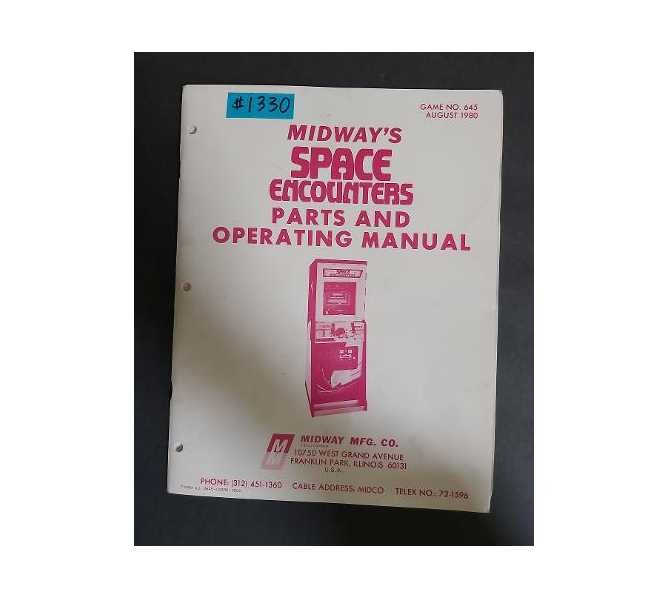 #1330
GAME NO. 645
AUGUST 1980
MIDWAY'S
SPACE
ENCOUNTERS
PARTS AND
OPERATING MANUAL
MIDWAY MFG. CO.
10750 WEST GRAND AVENUE
FRANKLIN PARK, ILLINOIS 60131
U.S.A.
PHONE: (312) 451-1360 CABLE ADDRESS: MIDCO TELEX NO.: 72-1596